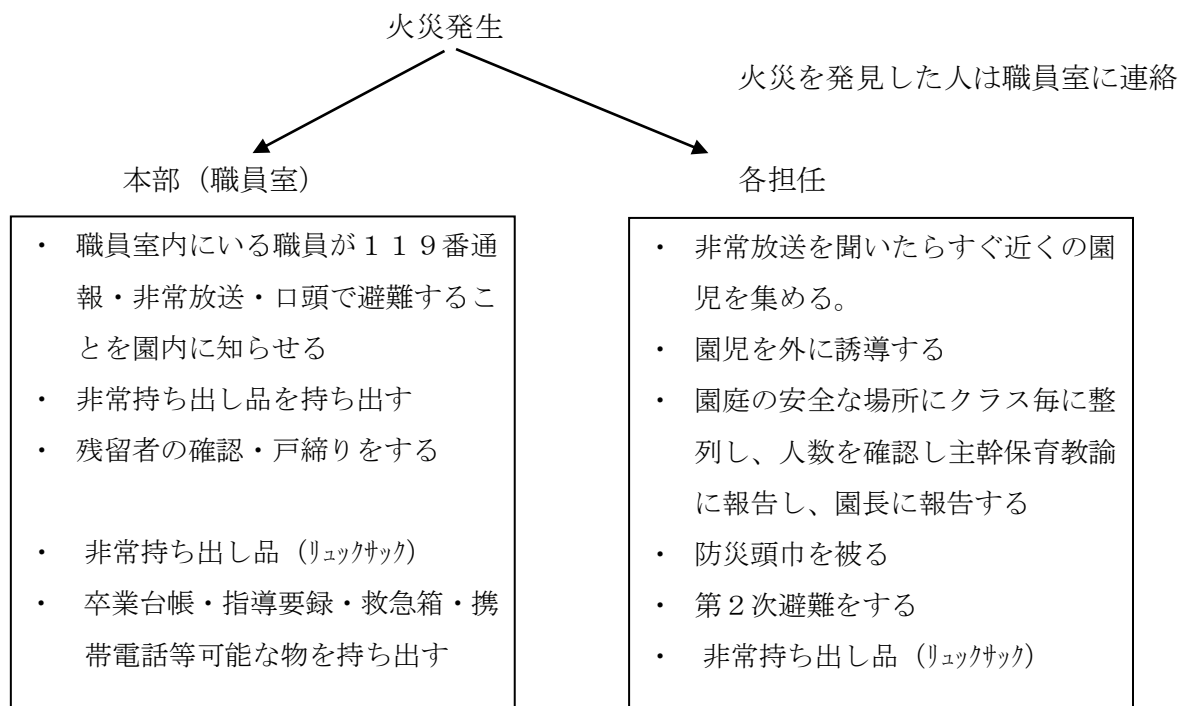 火災発生
火災を発見した人は職員室に連絡
本部（職員室）
・ 職員室内にいる職員が１１９番通
報・非常放送・口頭で避難するこ
とを園内に知らせる
・ 非常持ち出し品を持ち出す
・ 残留者の確認・戸締りをする
・ 非常持ち出し品（ﾘｭｯｸｻｯｸ）
・ 卒業台帳・指導要録・救急箱・携
帯電話等可能な物を持ち出す
各担任
・ 非常放送を聞いたらすぐ近くの園
児を集める。
・ 園児を外に誘導する
・ 園庭の安全な場所にクラス毎に整
列し、人数を確認し主幹保育教諭
に報告し、園長に報告する
・ 防災頭巾を被る
・ 第２次避難をする
・ 非常持ち出し品（ﾘｭｯｸｻｯｸ）